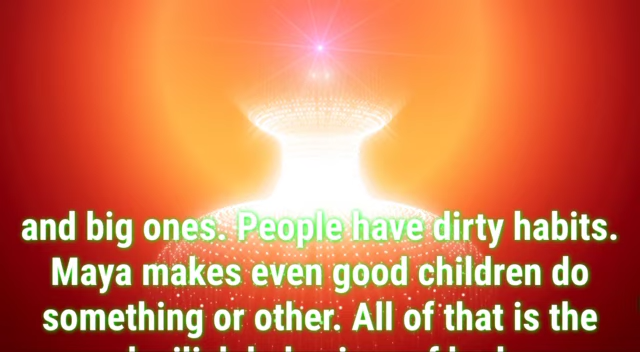 and big ones. People have dirty habits.
Maya makes even good children do
something or other. All of that is the